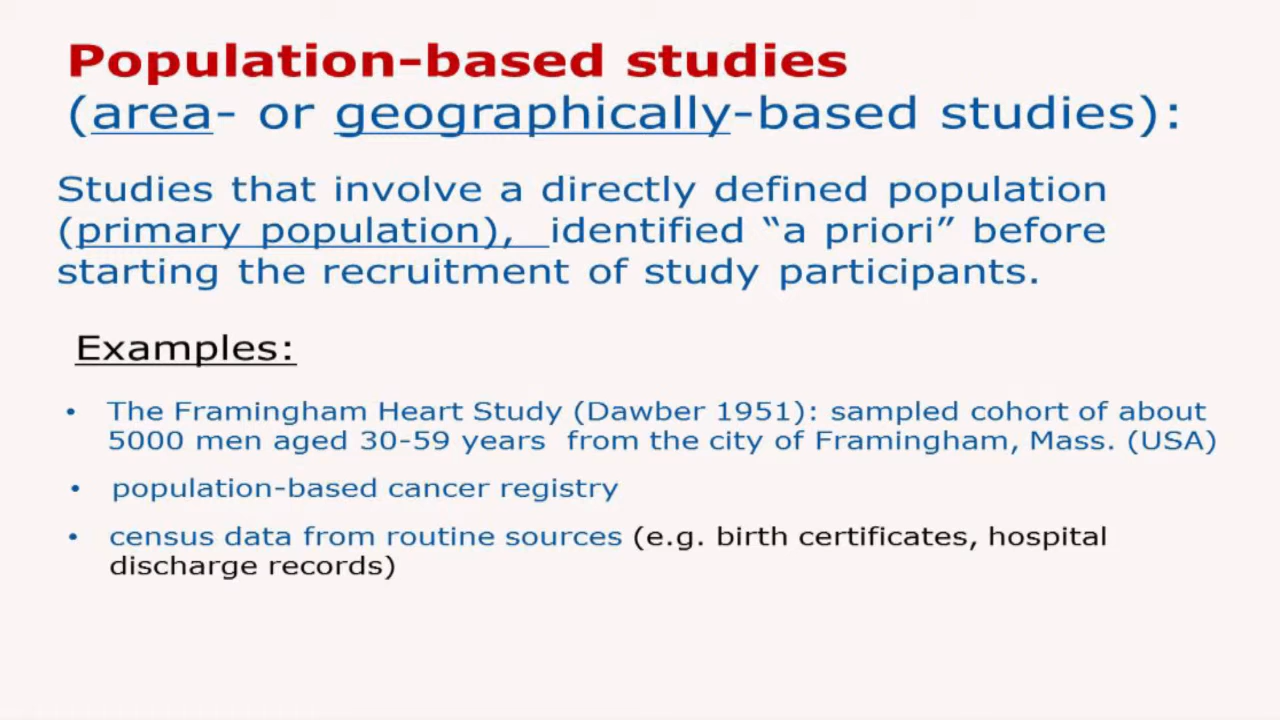 Population-based studies
(area- or geographically-based studies):
Studies that involve a directly defined population
(primary population), identified “a priori” before
starting the recruitment of study participants.
Examples:
• The Framingham Heart Study (Dawber 1951): sampled cohort of about
5000 men aged 30-59 years from the city of Framingham, Mass. (USA)
• population-based cancer registry
• census data from routine sources (e.g. birth certificates, hospital
discharge records)